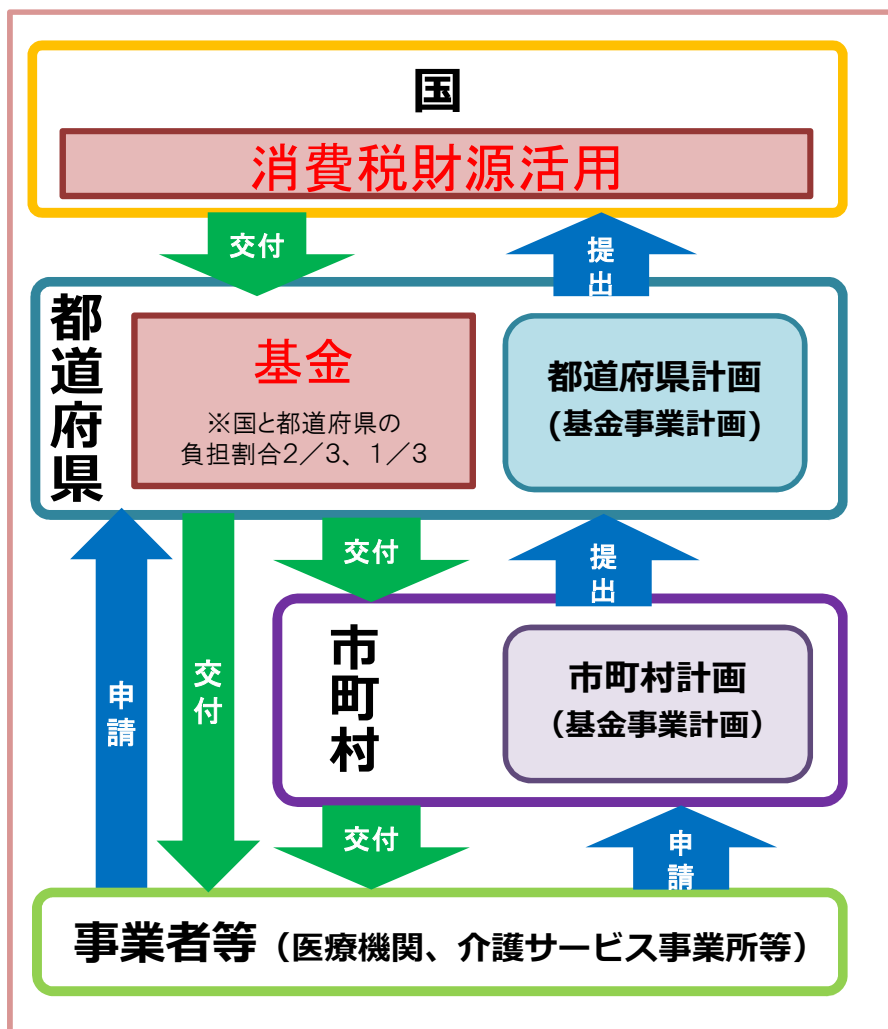 国
消費税財源活用
交付
提出
都道府県
基金
※国と都道府県の
負担割合2／3、1／3
都道府県計画
(基金事業計画)
申請
交付
交付
提出
市町村
市町村計画
（基金事業計画）
交付
申請
事業者等（医療機関、介護サービス事業所等）